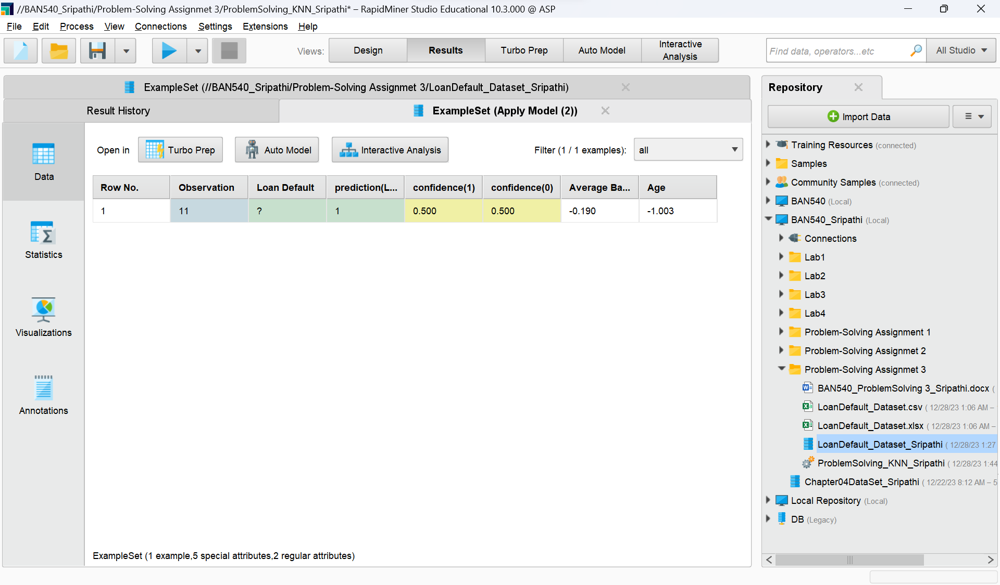 //BAN540_Sripathi/Problem-Solving Assignmet 3/ProblemSolving_KNN_Sripathi* – RapidMiner Studio Educational 10.3.000 @ ASP
File Edit Process View Connections Settings Extensions Help
Views: Design Results Turbo Prep Auto Model Interactive Analysis
Find data, operators...etc All Studio
ExampleSet (//BAN540_Sripathi/Problem-Solving Assignmet 3/LoanDefault_Dataset_Sripathi)
Result History ExampleSet (Apply Model (2))
Data
Statistics
Visualizations
Annotations
Open in Turbo Prep Auto Model Interactive Analysis Filter (1 / 1 examples): all
Row No. Observation Loan Default prediction(L... confidence(1) confidence(0) Average Ba... Age
1 11 ? 1 0.500 0.500 -0.190 -1.003
ExampleSet (1 example,5 special attributes,2 regular attributes)
Repository
Import Data
Training Resources (connected)
Samples
Community Samples (connected)
BAN540 (Local)
BAN540_Sripathi (Local)
Connections
Lab1
Lab2
Lab3
Lab4
Problem-Solving Assignment 1
Problem-Solving Assignmet 2
Problem-Solving Assignmet 3
BAN540_ProblemSolving 3_Sripathi.docx (
LoanDefault_Dataset.csv ( 12/28/23 1:06 AM –
LoanDefault_Dataset.xlsx ( 12/28/23 1:06 AM –
LoanDefault_Dataset_Sripathi ( 12/28/23 1:27
ProblemSolving_KNN_Sripathi ( 12/28/23 1:44
Chapter04DataSet_Sripathi ( 12/22/23 8:12 AM – 5
Local Repository (Local)
DB (Legacy)